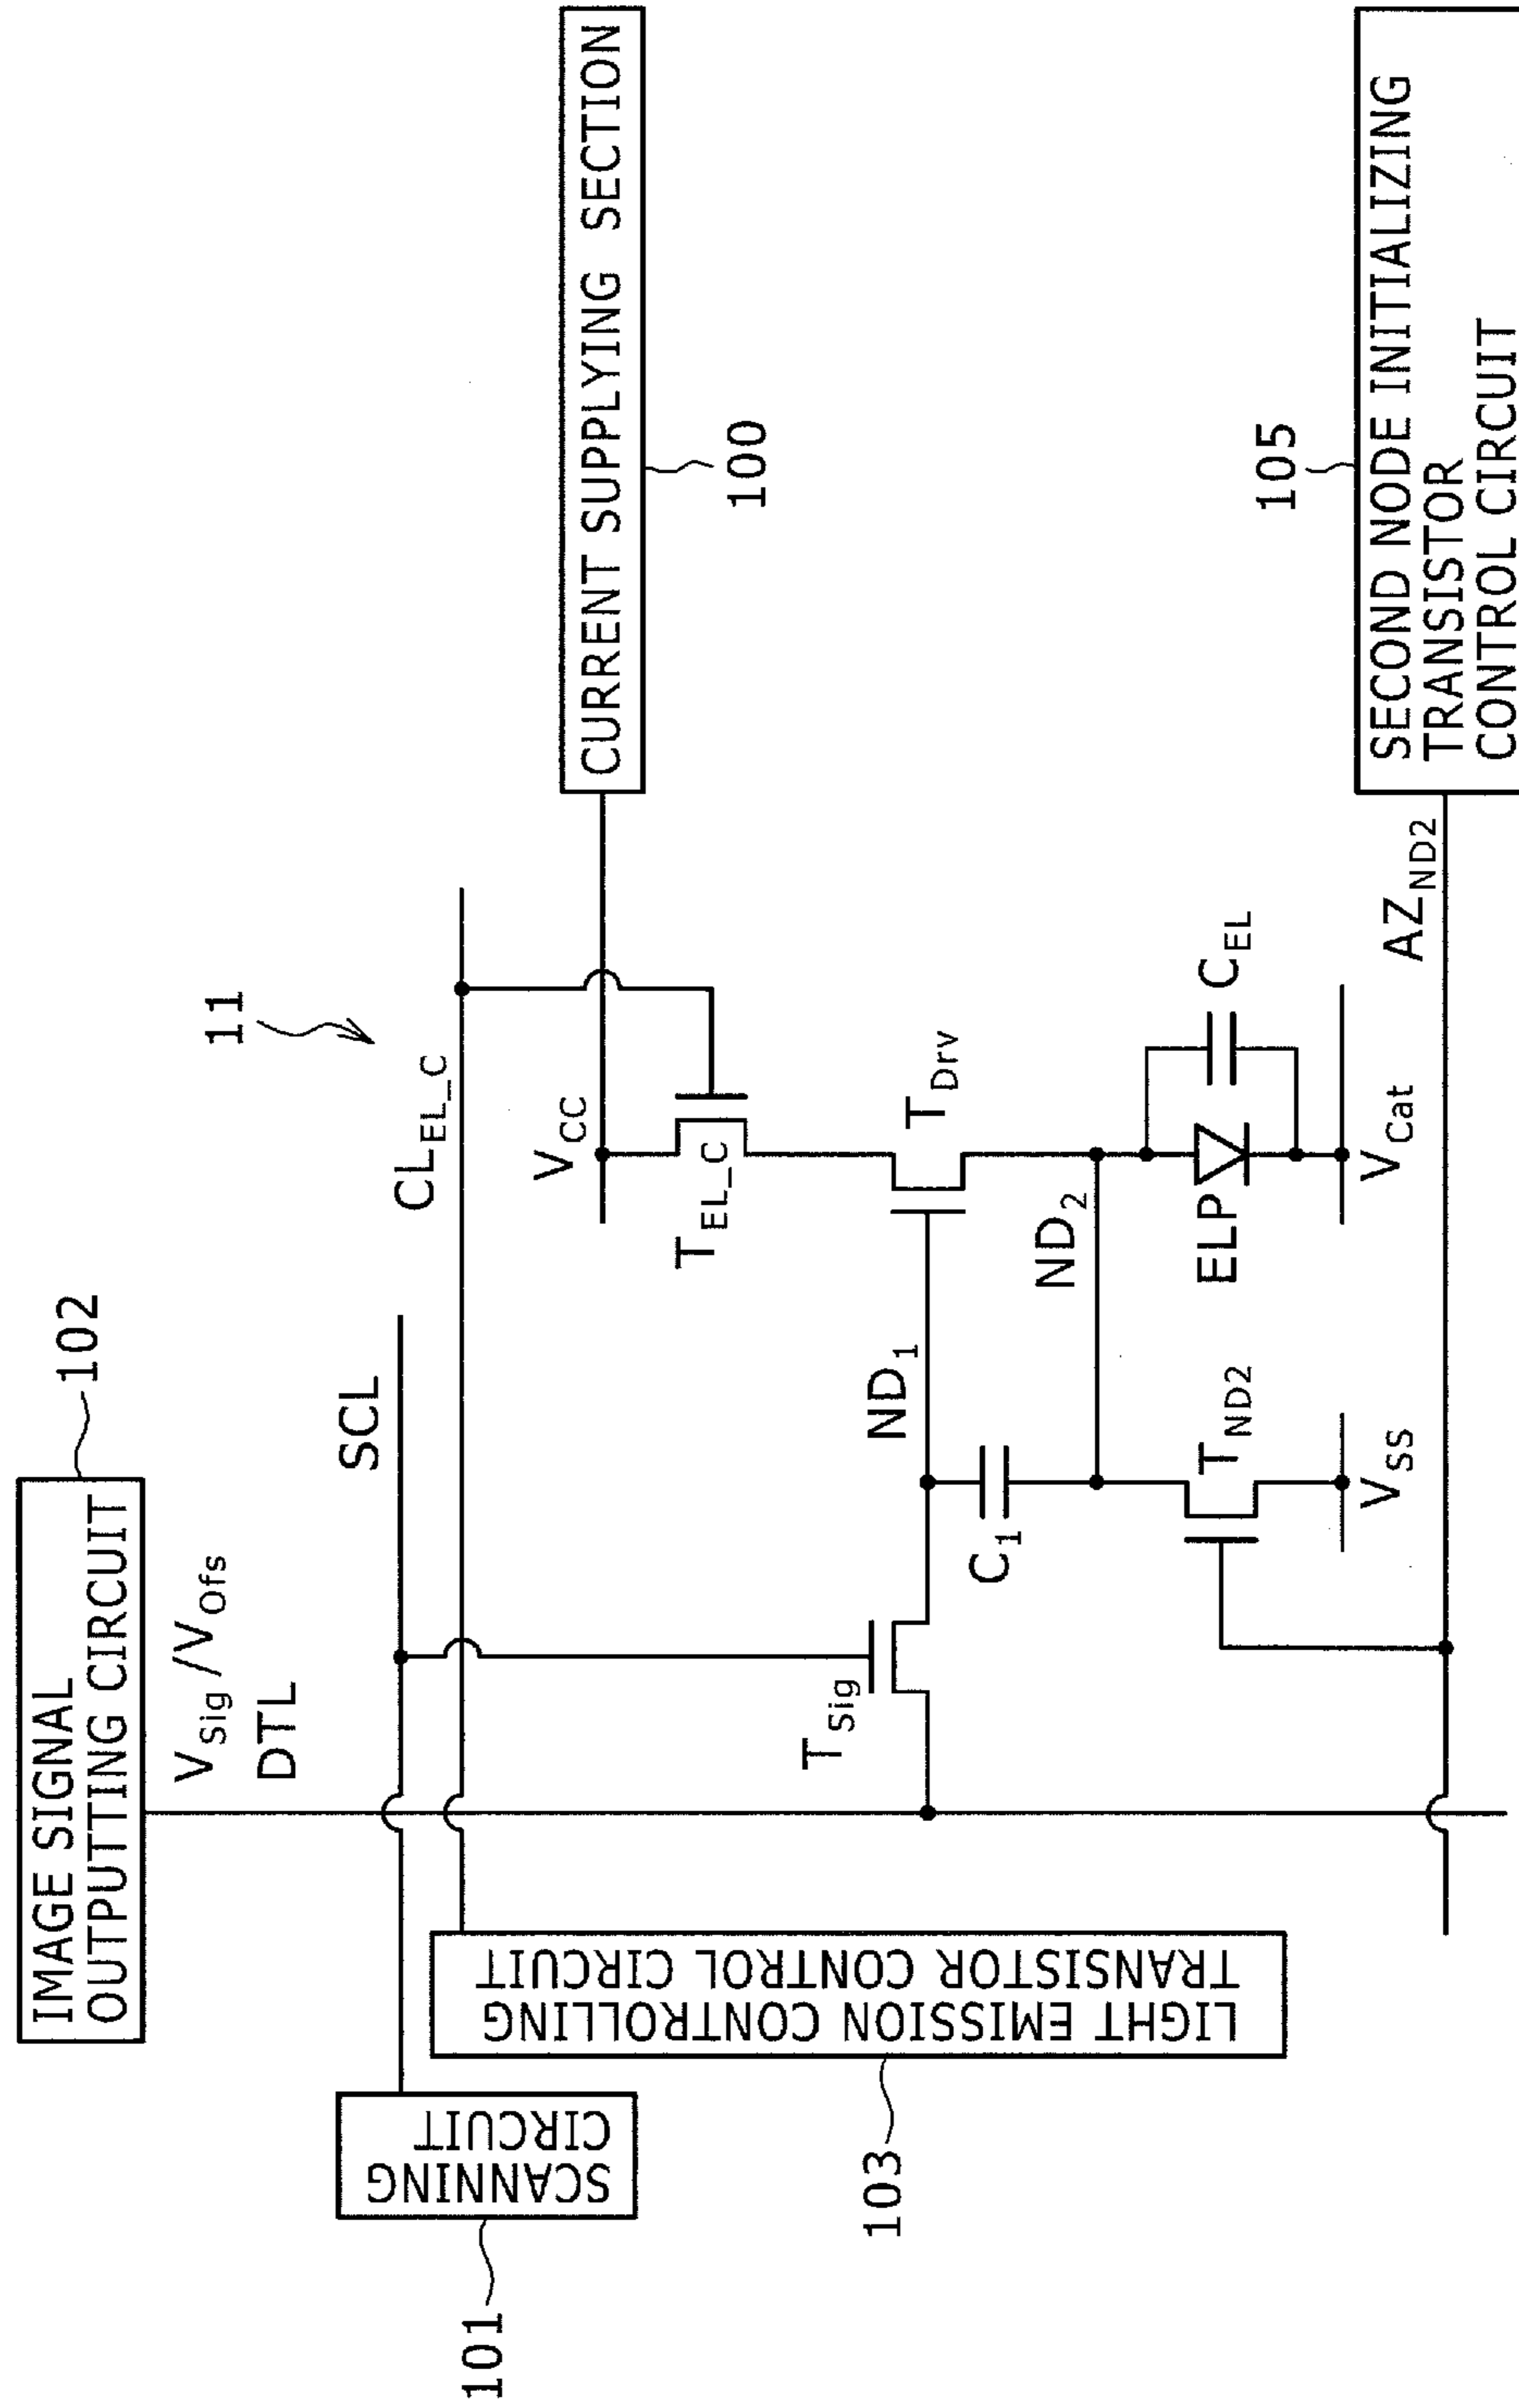 IMAGE SIGNAL
OUTPUTTING CIRCUIT
102
V_Sig/V_Ofs
DTL
SCL
11
CL_EL_C
SCANNING
CIRCUIT
101
LIGHT EMISSION CONTROLLING
TRANSISTOR CONTROL CIRCUIT
103
V_CC
CURRENT SUPPLYING SECTION
100
T_EL_C
T_Sig
ND_1
T_Drv
C_1
ND_2
T_ND2
ELP
C_EL
V_SS
V_Cat
AZ_ND2
105
SECOND NODE INITIALIZING
TRANSISTOR
CONTROL CIRCUIT